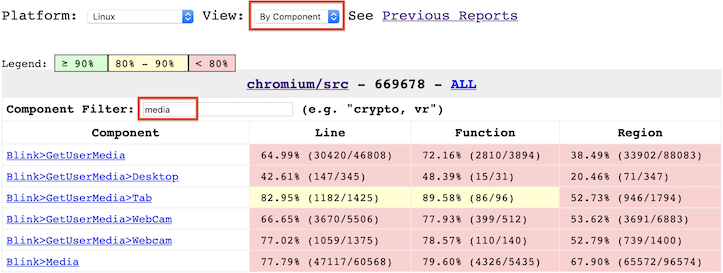 Platform: Linux View: By Component See Previous Reports
Legend: ≥ 90% 80% - 90% < 80%
chromium/src - 669678 - ALL
Component Filter: media (e.g. "crypto, vr")
Component Line Function Region
Blink>GetUserMedia 64.99% (30420/46808) 72.16% (2810/3894) 38.49% (33902/88083)
Blink>GetUserMedia>Desktop 42.61% (147/345) 48.39% (15/31) 20.46% (71/347)
Blink>GetUserMedia>Tab 82.95% (1182/1425) 89.58% (86/96) 52.73% (946/1794)
Blink>GetUserMedia>WebCam 66.65% (3670/5506) 77.93% (399/512) 53.62% (3691/6883)
Blink>GetUserMedia>Webcam 77.02% (1059/1375) 78.57% (110/140) 52.79% (739/1400)
Blink>Media 77.79% (47117/60568) 79.60% (4326/5435) 67.90% (65572/96574)